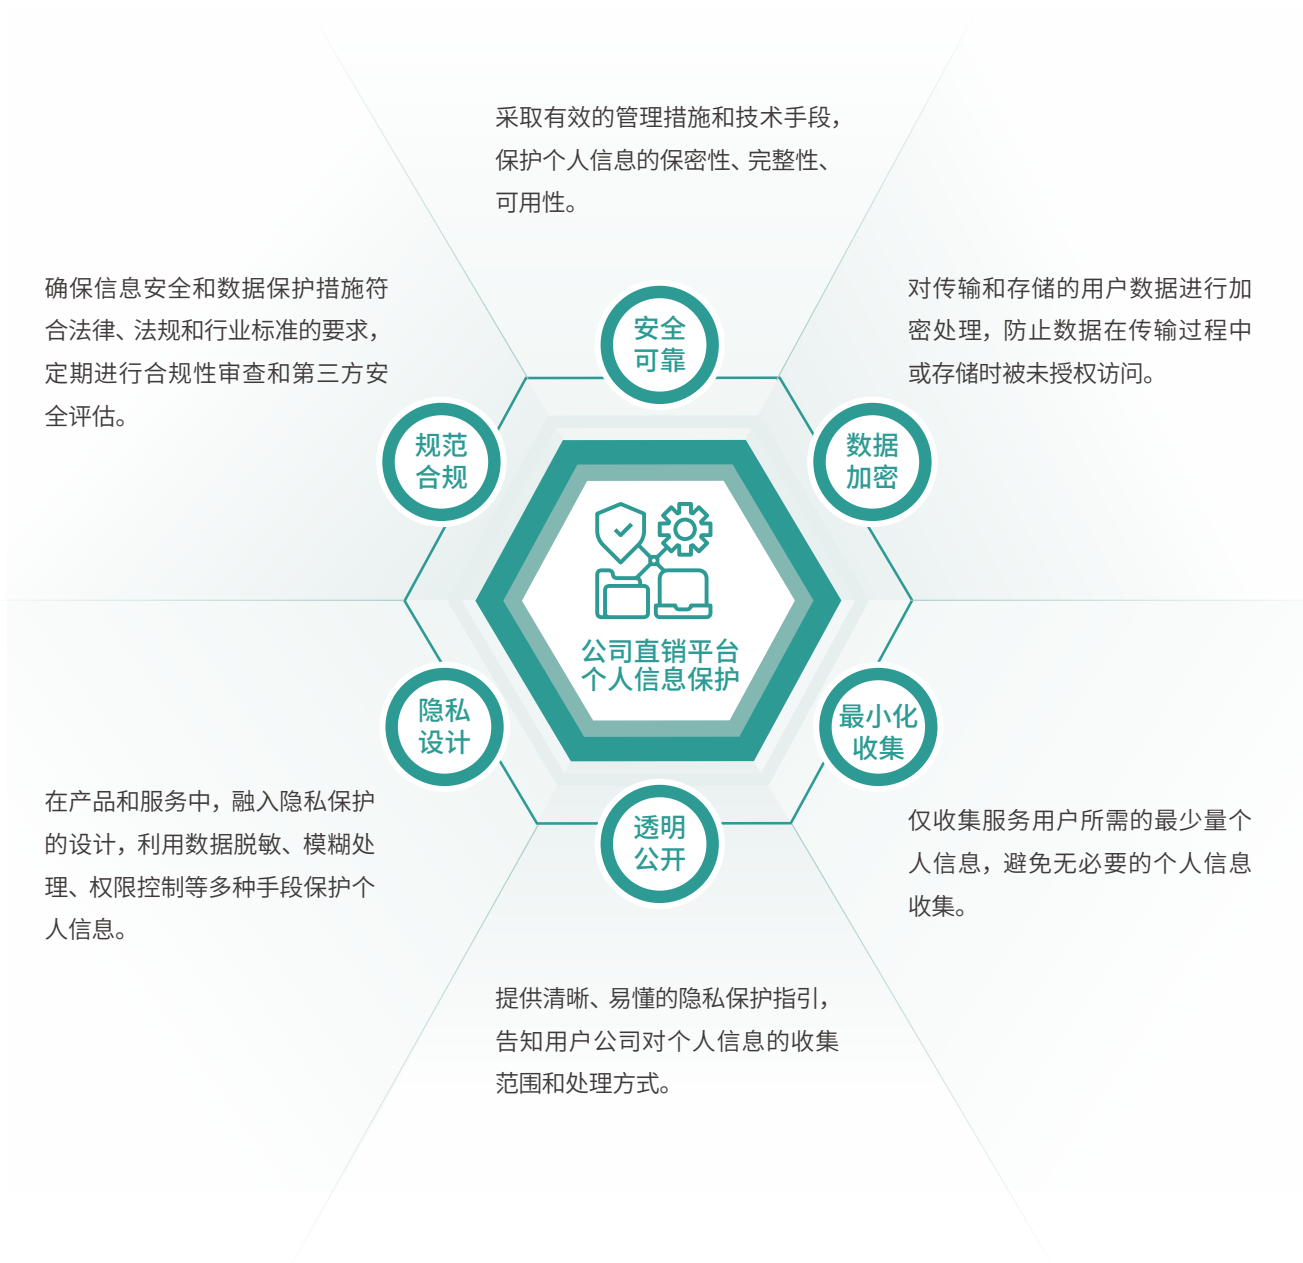 采取有效的管理措施和技术手段，
保护个人信息的保密性、完整性、
可用性。
安全
可靠
对传输和存储的用户数据进行加
密处理，防止数据在传输过程中
或存储时被未授权访问。
数据
加密
最小化
收集
仅收集服务用户所需的最少量个
人信息，避免无必要的个人信息
收集。
透明
公开
提供清晰、易懂的隐私保护指引，
告知用户公司对个人信息的收集
范围和处理方式。
隐私
设计
在产品和服务中，融入隐私保护
的设计，利用数据脱敏、模糊处
理、权限控制等多种手段保护个
人信息。
确保信息安全和数据保护措施符
合法律、法规和行业标准的要求，
定期进行合规性审查和第三方安
全评估。
规范
合规
公司直销平台
个人信息保护